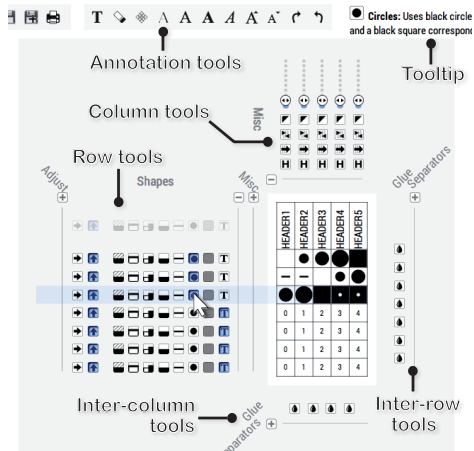 T A A A A A A
Circles: Uses black circle
and a black square correspond
Annotation tools
Tooltip
Column tools
Misc
Row tools
Adjust
Shapes
Misc
Glue
Separators
H H H H H
HEADER1 HEADER2 HEADER3 HEADER4 HEADER5
T
T
T
T
0 1 2 3 4
T
0 1 2 3 4
T
0 1 2 3 4
T
0 1 2 3 4
T
Inter-column
tools
Glue
parators
Inter-row
tools